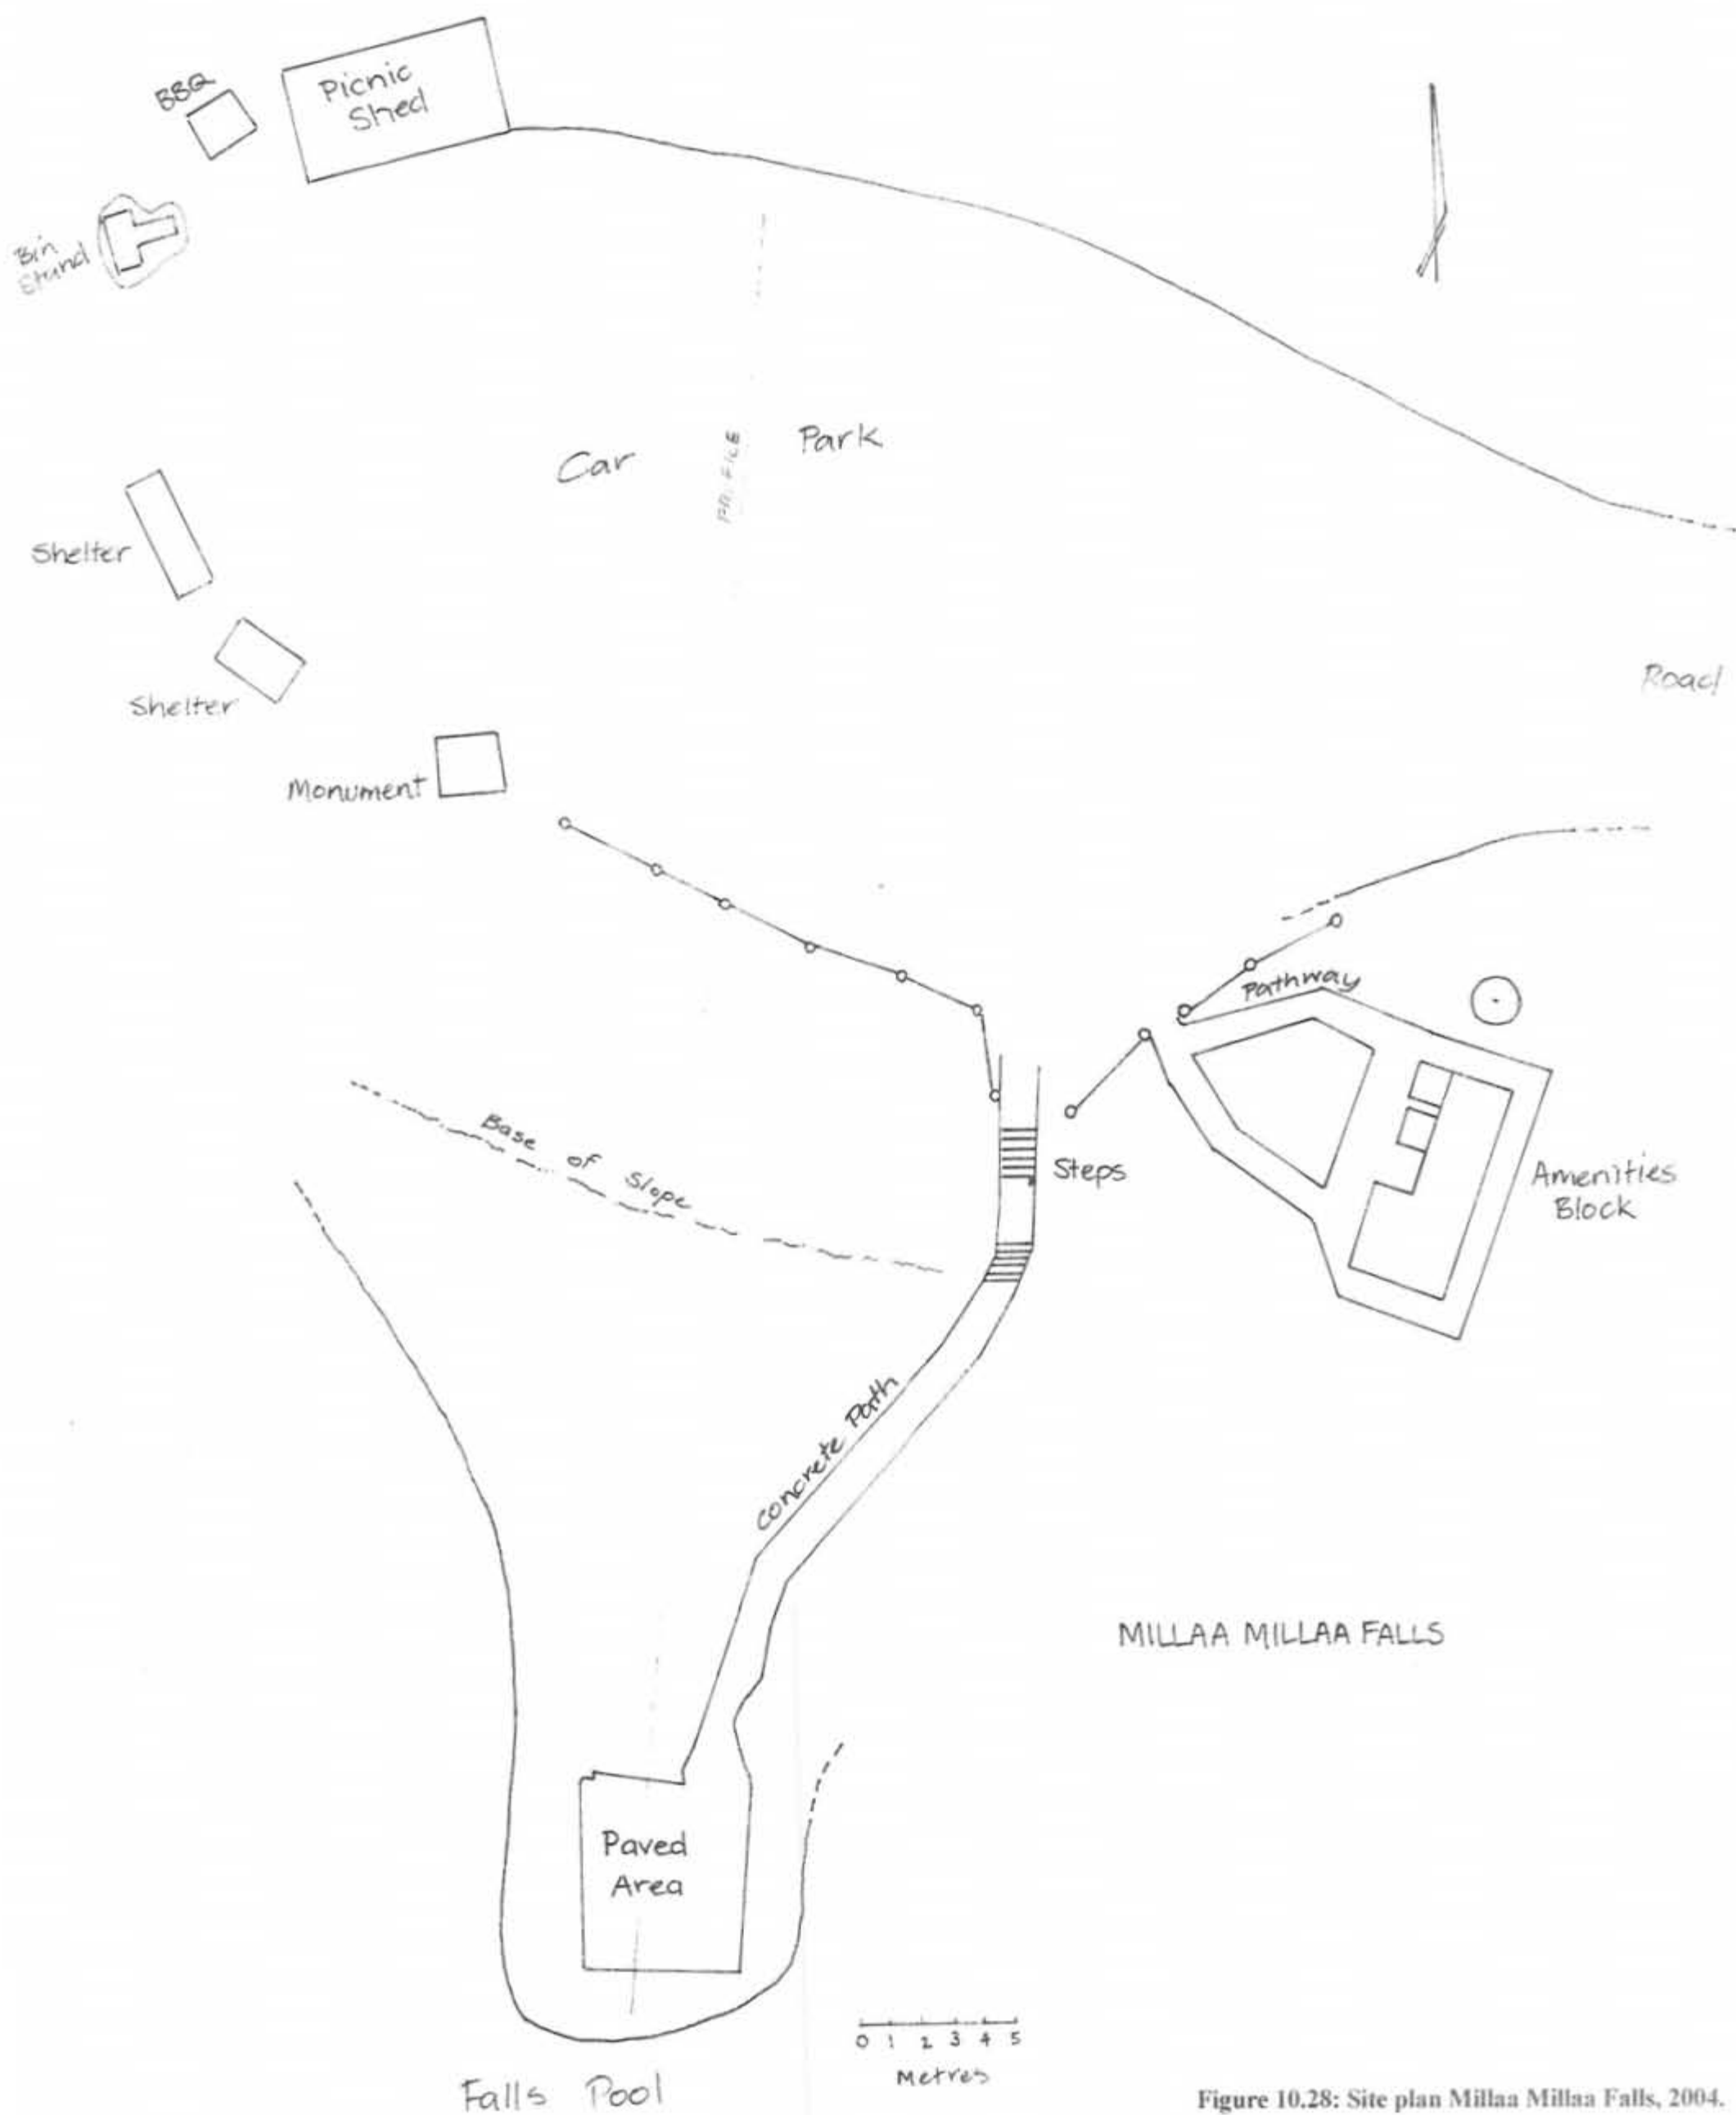 BBQ
Picnic
Shed
Bin
Stand
Car Park
PROFILE
Shelter
Shelter
Road
Monument
Pathway
Base of Slope
Steps
Amenities
Block
Concrete Path
MILLAA MILLAA FALLS
Paved
Area
0 1 2 3 4 5
Metres
Falls Pool
Figure 10.28: Site plan Millaa Millaa Falls, 2004.